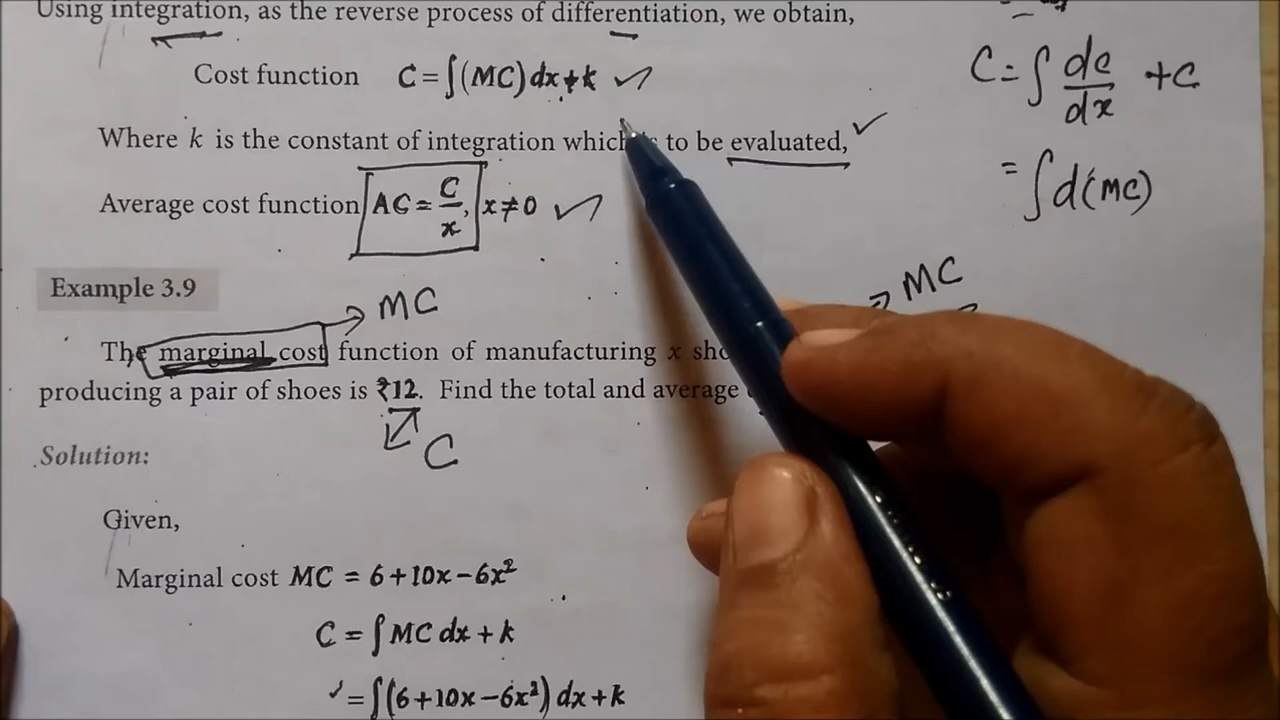 Using integration, as the reverse process of differentiation, we obtain,
Cost function C = ∫(MC) dx + k
Where k is the constant of integration which to be evaluated,
Average cost function AC = C/x, x ≠ 0
Example 3.9
MC
The marginal cost function of manufacturing x
producing a pair of shoes is ₹12. Find the total and average
C
Solution:
Given,
Marginal cost MC = 6 + 10x − 6x²
C = ∫ MC dx + k
= ∫(6 + 10x − 6x²) dx + k
C = ∫ dc/dx + c
= ∫ d(MC)
MC